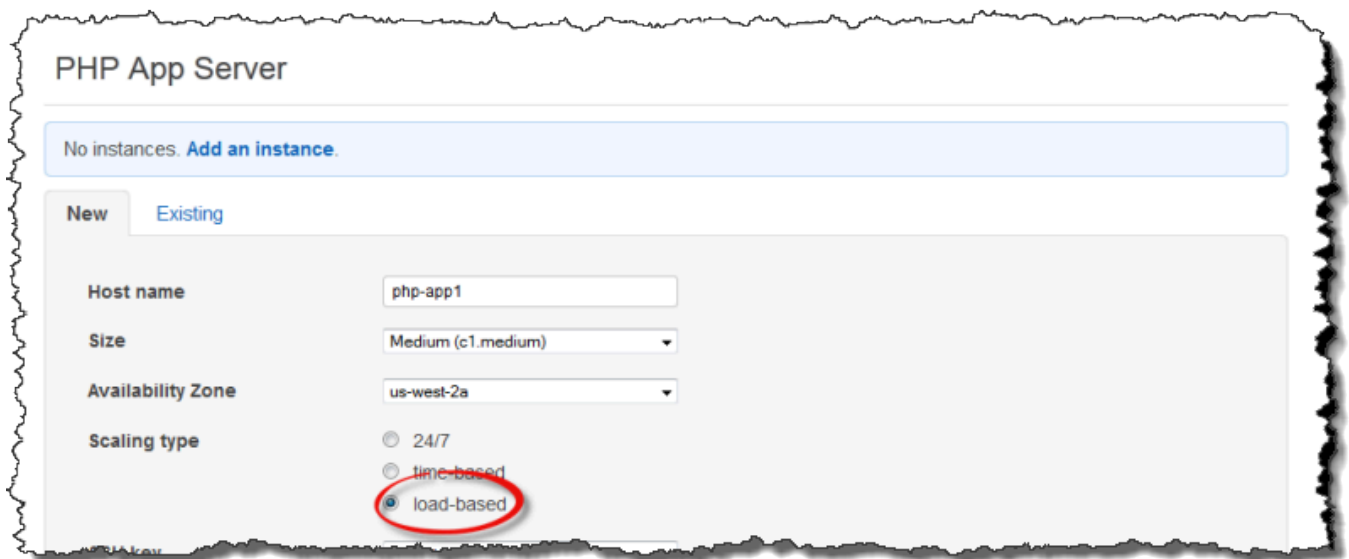 PHP App Server
No instances. Add an instance.
New Existing
Host name php-app1
Size Medium (c1.medium)
Availability Zone us-west-2a
Scaling type 24/7
time-based
load-based
key